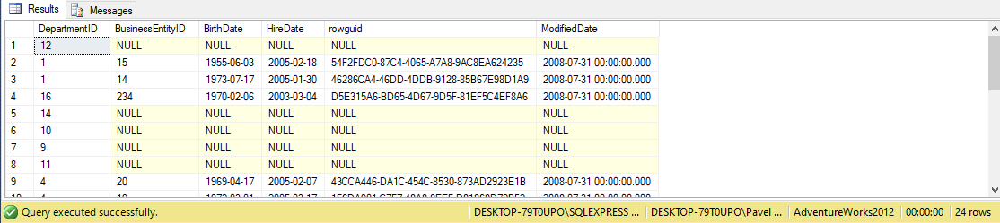 Results Messages
DepartmentID BusinessEntityID BirthDate HireDate rowguid ModifiedDate
1 12 NULL NULL NULL NULL NULL
2 1 15 1955-06-03 2005-02-18 54F2FDC0-87C4-4065-A7A8-9AC8EA624235 2008-07-31 00:00:00.000
3 1 14 1973-07-17 2005-01-30 46286CA4-46DD-4DDB-9128-85B67E98D1A9 2008-07-31 00:00:00.000
4 16 234 1970-02-06 2003-03-04 D5E315A6-BD65-4D67-9D5F-81EF5C4EF8A6 2008-07-31 00:00:00.000
5 14 NULL NULL NULL NULL NULL
6 10 NULL NULL NULL NULL NULL
7 9 NULL NULL NULL NULL NULL
8 11 NULL NULL NULL NULL NULL
9 4 20 1969-04-17 2005-02-07 43CCA446-DA1C-454C-8530-873AD2923E1B 2008-07-31 00:00:00.000
Query executed successfully. DESKTOP-79T0UPO\SQLEXPRESS ... DESKTOP-79T0UPO\Pavel ... AdventureWorks2012 00:00:00 24 rows